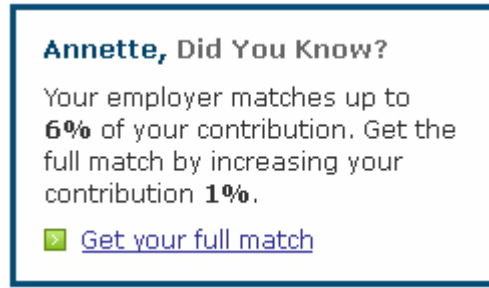 Annette, Did You Know?
Your employer matches up to
6% of your contribution. Get the
full match by increasing your
contribution 1%.
Get your full match